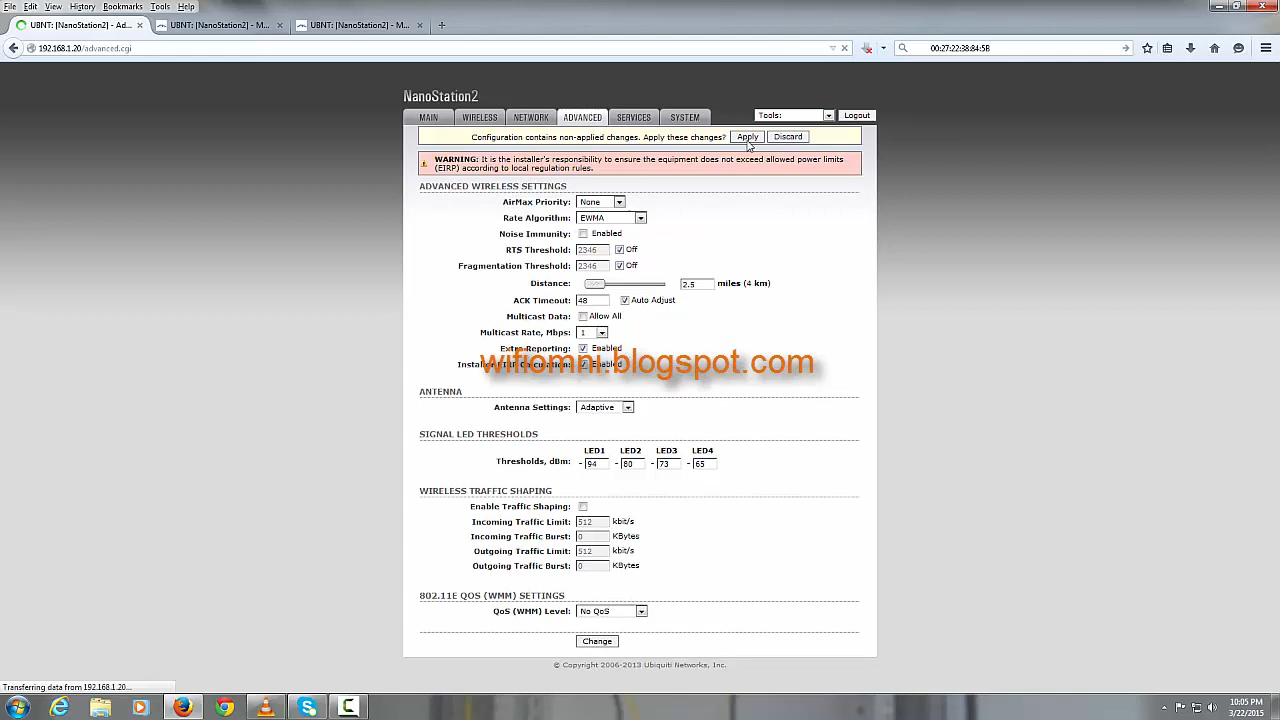 File Edit View History Bookmarks Tools Help
UBNT: [NanoStation2] - Ad... × UBNT: [NanoStation2] - M... × UBNT: [NanoStation2] - M... × +
192.168.1.20/advanced.cgi
00:27:22:38:84:5B
NanoStation2
MAIN WIRELESS NETWORK ADVANCED SERVICES SYSTEM Tools: Logout
Configuration contains non-applied changes. Apply these changes? Apply Discard
WARNING: It is the installer's responsibility to ensure the equipment does not exceed allowed power limits
(EIRP) according to local regulation rules.
ADVANCED WIRELESS SETTINGS
AirMax Priority: None
Rate Algorithm: EWMA
Noise Immunity: Enabled
RTS Threshold: 2346 Off
Fragmentation Threshold: 2346 Off
Distance: 2.5 miles (4 km)
ACK Timeout: 48 Auto Adjust
Multicast Data: Allow All
Multicast Rate, Mbps: 1
Extra Reporting: Enabled
wifiomni.blogspot.com
Installer EIRP Calculation: Enabled
ANTENNA
Antenna Settings: Adaptive
SIGNAL LED THRESHOLDS
LED1 LED2 LED3 LED4
Thresholds, dBm: - 94 - 80 - 73 - 65
WIRELESS TRAFFIC SHAPING
Enable Traffic Shaping:
Incoming Traffic Limit: 512 kbit/s
Incoming Traffic Burst: 0 KBytes
Outgoing Traffic Limit: 512 kbit/s
Outgoing Traffic Burst: 0 KBytes
802.11E QOS (WMM) SETTINGS
QoS (WMM) Level: No QoS
Change
© Copyright 2006-2013 Ubiquiti Networks, Inc.
Transferring data from 192.168.1.20...
10:05 PM
3/22/2015